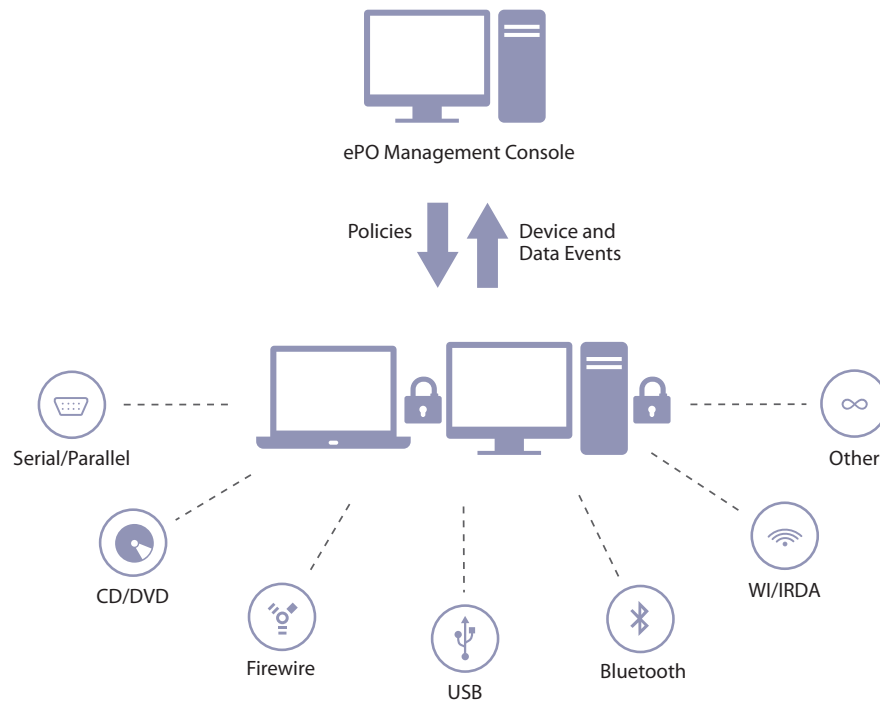 ePO Management Console
Policies
Device and
Data Events
Serial/Parallel
Other
CD/DVD
WI/IRDA
Firewire
Bluetooth
USB